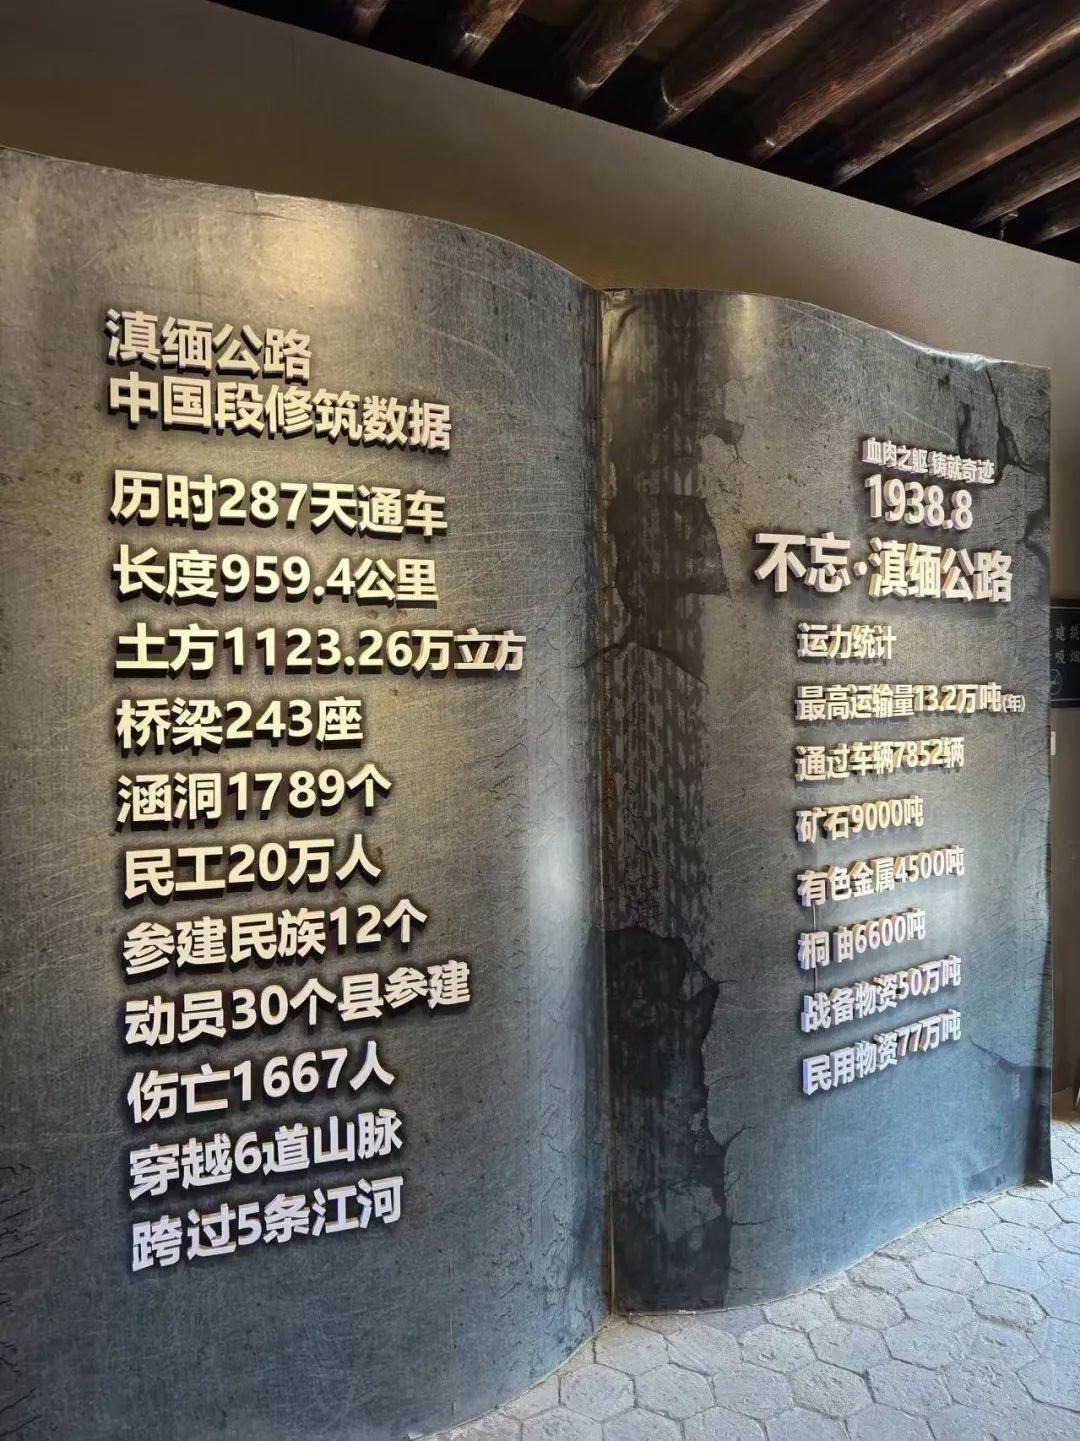 滇缅公路
中国段修筑数据
历时287天通车
长度959.4公里
土方1123.26万立方
桥梁243座
涵洞1789个
民工20万人
参建民族12个
动员30个县参建
伤亡1667人
穿越6道山脉
跨过5条江河
血肉之躯 铸就奇迹
1938.8
不忘·滇缅公路
运力统计
最高运输量13.2万吨(年)
通过车辆7852辆
矿石9000吨
有色金属4500吨
桐 由6600吨
战备物资50万吨
民用物资77万吨
建筑
吸烟